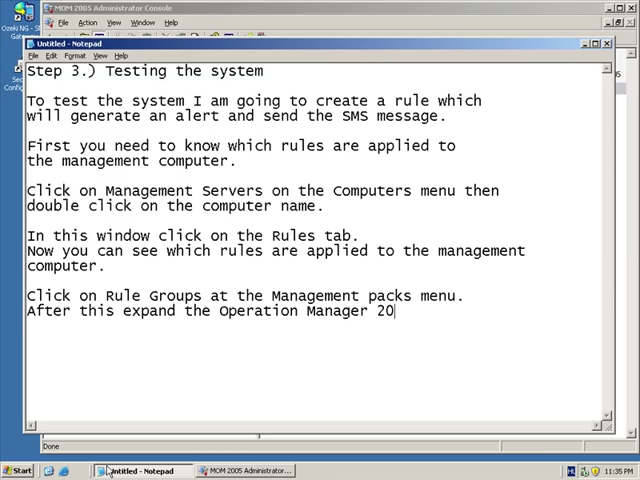 MOM 2005 Administrator Console
File Action View Window Help
Ozeki NG - S
Gatew
Untitled - Notepad
File Edit Format View Help
Step 3.) Testing the system
To test the system I am going to create a rule which
will generate an alert and send the SMS message.
First you need to know which rules are applied to
the management computer.
Click on Management Servers on the Computers menu then
double click on the computer name.
In this window click on the Rules tab.
Now you can see which rules are applied to the management
computer.
Click on Rule Groups at the Management packs menu.
After this expand the Operation Manager 20
Done
Start Untitled - Notepad MOM 2005 Administrator... HU 11:35 PM